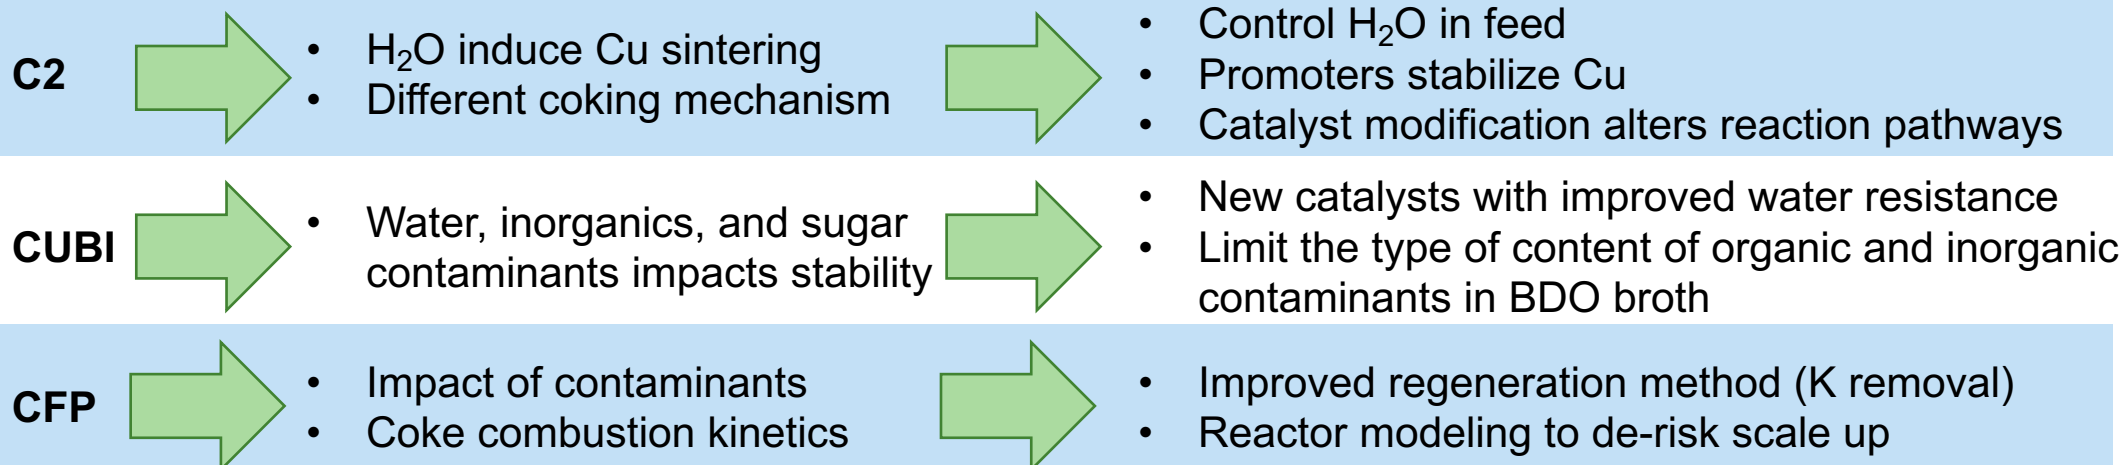 C2
• H₂O induce Cu sintering
• Different coking mechanism
• Control H₂O in feed
• Promoters stabilize Cu
• Catalyst modification alters reaction pathways
CUBI
• Water, inorganics, and sugar
contaminants impacts stability
• New catalysts with improved water resistance
• Limit the type of content of organic and inorganic
contaminants in BDO broth
CFP
• Impact of contaminants
• Coke combustion kinetics
• Improved regeneration method (K removal)
• Reactor modeling to de-risk scale up